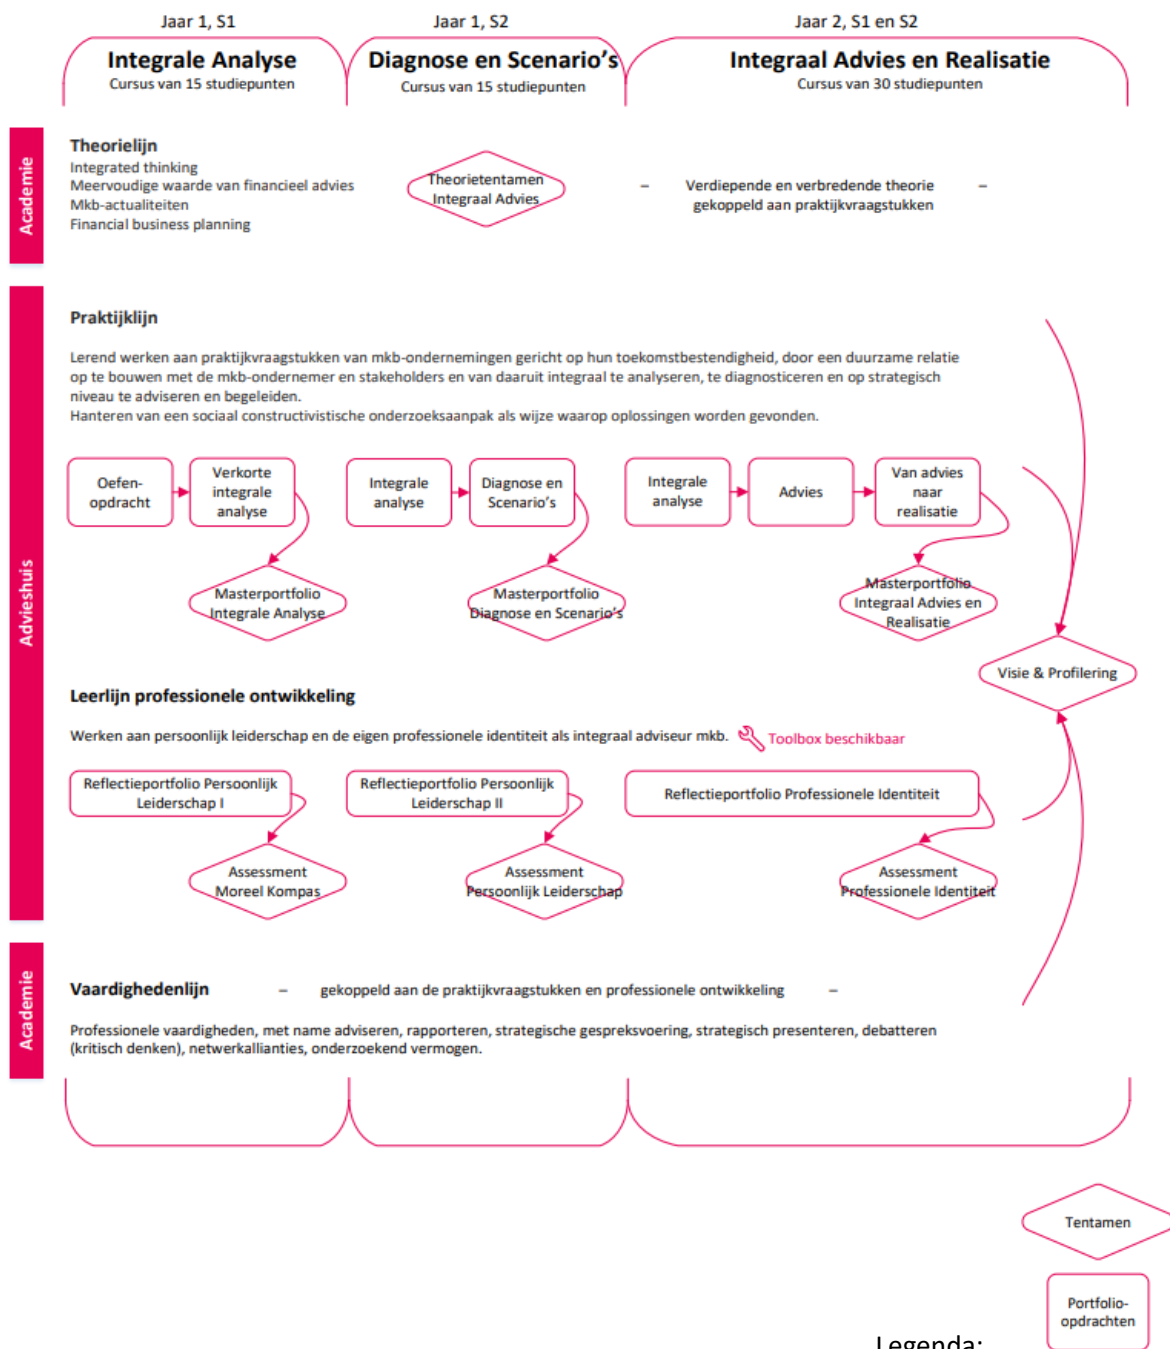 Jaar 1, S1
Jaar 1, S2
Jaar 2, S1 en S2
Integrale Analyse
Cursus van 15 studiepunten
Diagnose en Scenario's
Cursus van 15 studiepunten
Integraal Advies en Realisatie
Cursus van 30 studiepunten
Academie
Theorielijn
Integrated thinking
Meervoudige waarde van financieel advies
Mkb-actualiteiten
Financial business planning
Theorietentamen
Integraal Advies
– Verdiepende en verbredende theorie –
gekoppeld aan praktijkvraagstukken
Advieshuis
Praktijklijn
Lerend werken aan praktijkvraagstukken van mkb-ondernemingen gericht op hun toekomstbestendigheid, door een duurzame relatie
op te bouwen met de mkb-ondernemer en stakeholders en van daaruit integraal te analyseren, te diagnosticeren en op strategisch
niveau te adviseren en begeleiden.
Hanteren van een sociaal constructivistische onderzoeksaanpak als wijze waarop oplossingen worden gevonden.
Oefen-
opdracht
Verkorte
integrale
analyse
Integrale
analyse
Diagnose en
Scenario's
Integrale
analyse
Advies
Van advies
naar
realisatie
Masterportfolio
Integrale Analyse
Masterportfolio
Diagnose en Scenario's
Masterportfolio
Integraal Advies en
Realisatie
Visie & Profilering
Leerlijn professionele ontwikkeling
Werken aan persoonlijk leiderschap en de eigen professionele identiteit als integraal adviseur mkb.
Toolbox beschikbaar
Reflectieportfolio Persoonlijk
Leiderschap I
Reflectieportfolio Persoonlijk
Leiderschap II
Reflectieportfolio Professionele Identiteit
Assessment
Moreel Kompas
Assessment
Persoonlijk Leiderschap
Assessment
Professionele Identiteit
Academie
Vaardighedenlijn – gekoppeld aan de praktijkvraagstukken en professionele ontwikkeling –
Professionele vaardigheden, met name adviseren, rapporteren, strategische gespreksvoering, strategisch presenteren, debatteren
(kritisch denken), netwerkallianties, onderzoekend vermogen.
Tentamen
Portfolio-
opdrachten
Legenda: